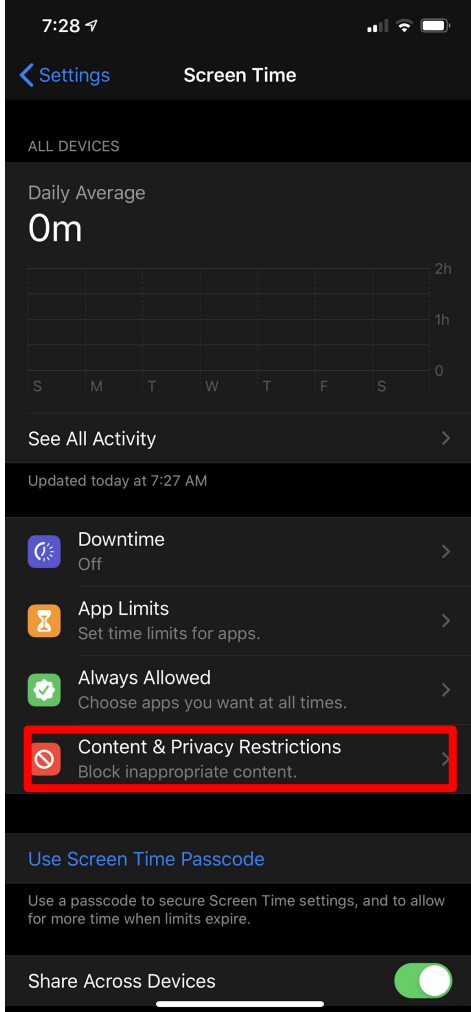 7:28
Settings
Screen Time
ALL DEVICES
Daily Average
0m
2h
1h
0
S M T W T F S
See All Activity
Updated today at 7:27 AM
Downtime
Off
App Limits
Set time limits for apps.
Always Allowed
Choose apps you want at all times.
Content & Privacy Restrictions
Block inappropriate content.
Use Screen Time Passcode
Use a passcode to secure Screen Time settings, and to allow
for more time when limits expire.
Share Across Devices